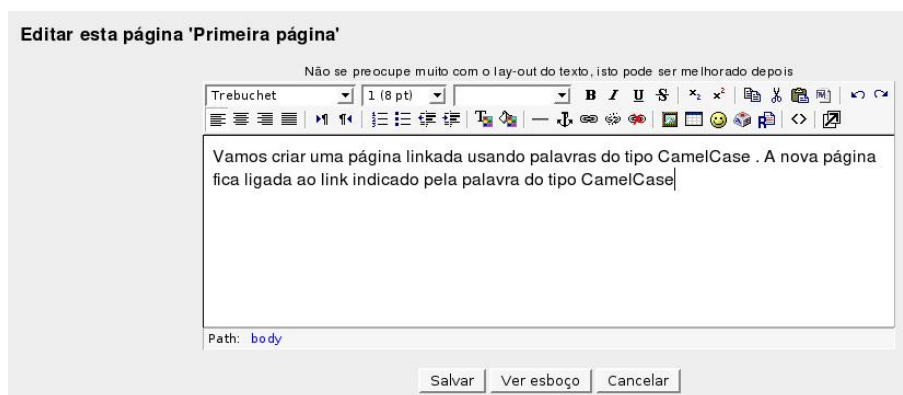 Editar esta página 'Primeira página'
Não se preocupe muito com o lay-out do texto, isto pode ser melhorado depois
Trebuchet 1 (8 pt) B I U S x₂ x²
Vamos criar uma página linkada usando palavras do tipo CamelCase . A nova página
fica ligada ao link indicado pela palavra do tipo CamelCase
Path: body
Salvar Ver esboço Cancelar